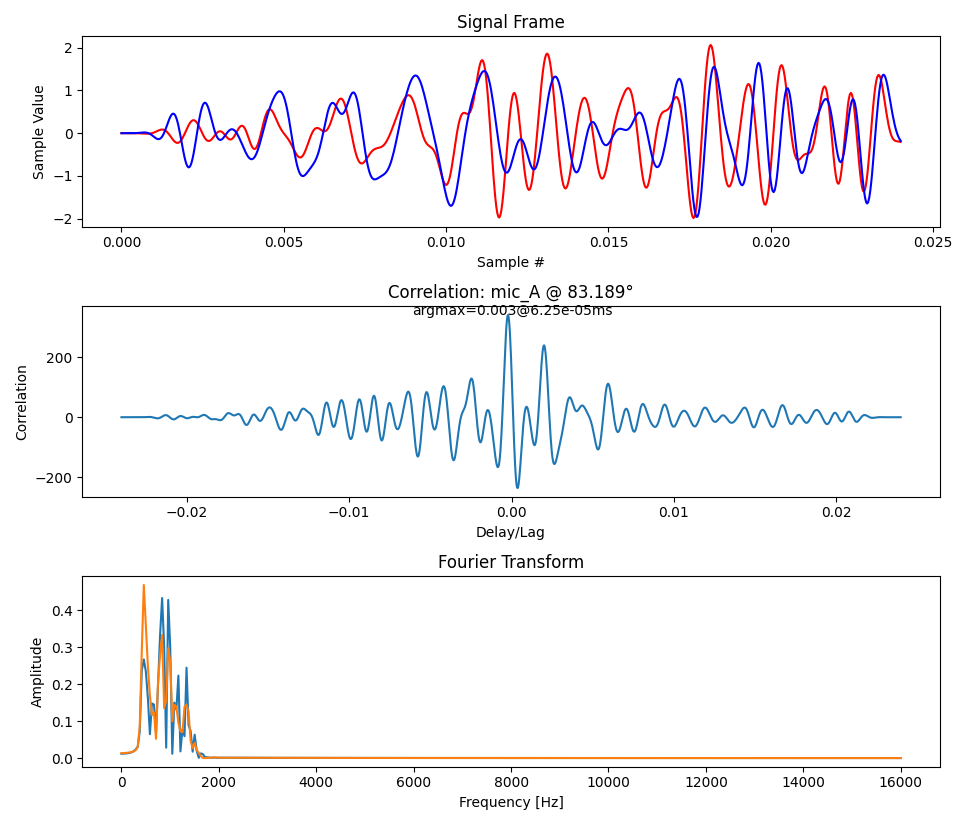 Signal Frame
2
1
0
−1
−2
Sample Value
0.000 0.005 0.010 0.015 0.020 0.025
Sample #
Correlation: mic_A @ 83.189°
argmax=0.003@6.25e-05ms
200
0
−200
Correlation
−0.02 −0.01 0.00 0.01 0.02
Delay/Lag
Fourier Transform
0.4
0.3
0.2
0.1
0.0
Amplitude
0 2000 4000 6000 8000 10000 12000 14000 16000
Frequency [Hz]